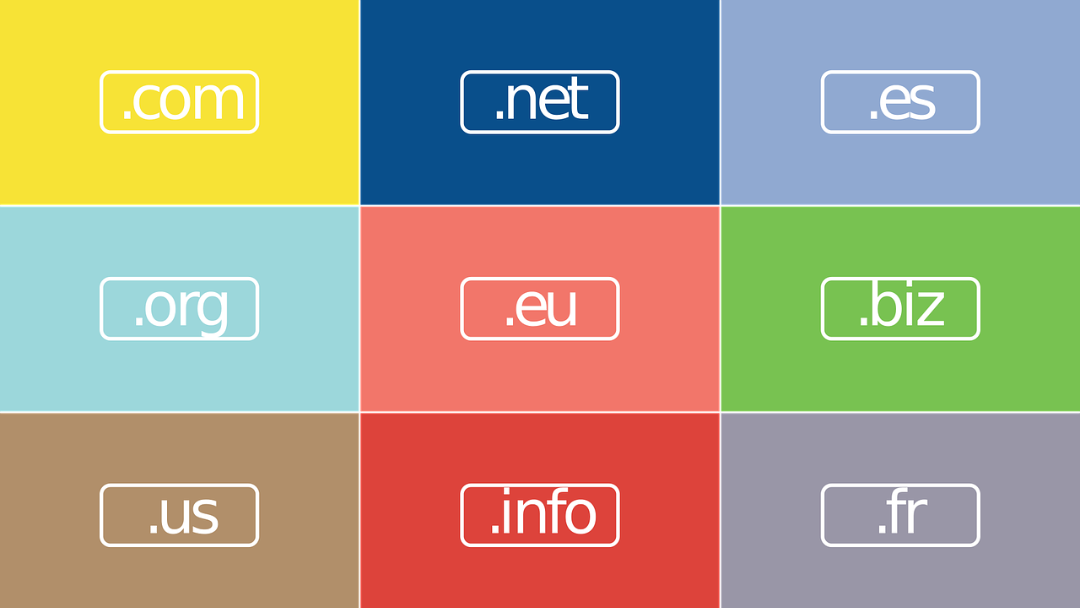 .com
.net
.es
.org
.eu
.biz
.us
.info
.fr